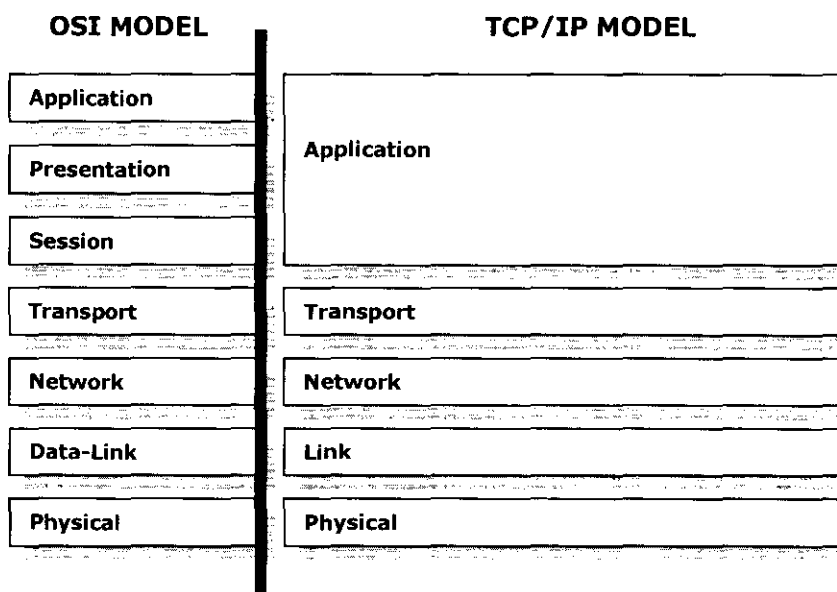 OSI MODEL
TCP/IP MODEL
Application
Presentation
Session
Transport
Network
Data-Link
Physical
Application
Transport
Network
Link
Physical